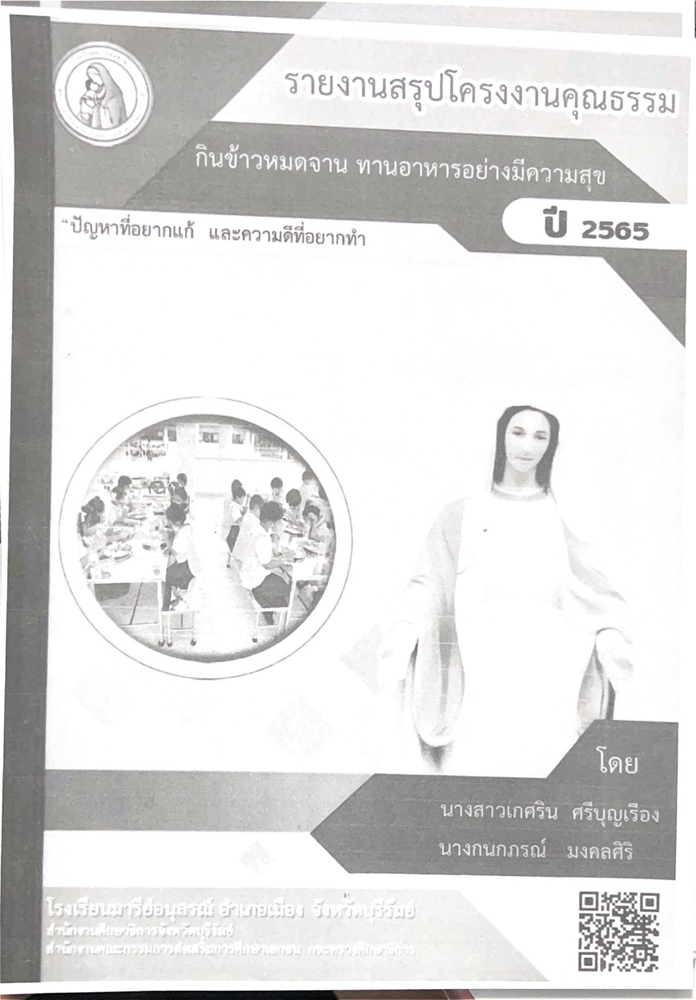 รายงานสรุปโครงงานคุณธรรม
กินข้าวหมดจาน ทานอาหารอย่างมีความสุข
ปี 2565
“ปัญหาที่อยากแก้ และความดีที่อยากทำ
โดย
นางสาวเกศริน ศรีบุญเรือง
นางกนกภรณ์ มงคลศิริ
โรงเรียนมารีย์อนุสรณ์ อำเภอเมือง จังหวัดบุรีรัมย์
สำนักงานศึกษาธิการจังหวัดบุรีรัมย์
สำนักงานคณะกรรมการส่งเสริมการศึกษาเอกชน กระทรวงศึกษาธิการ